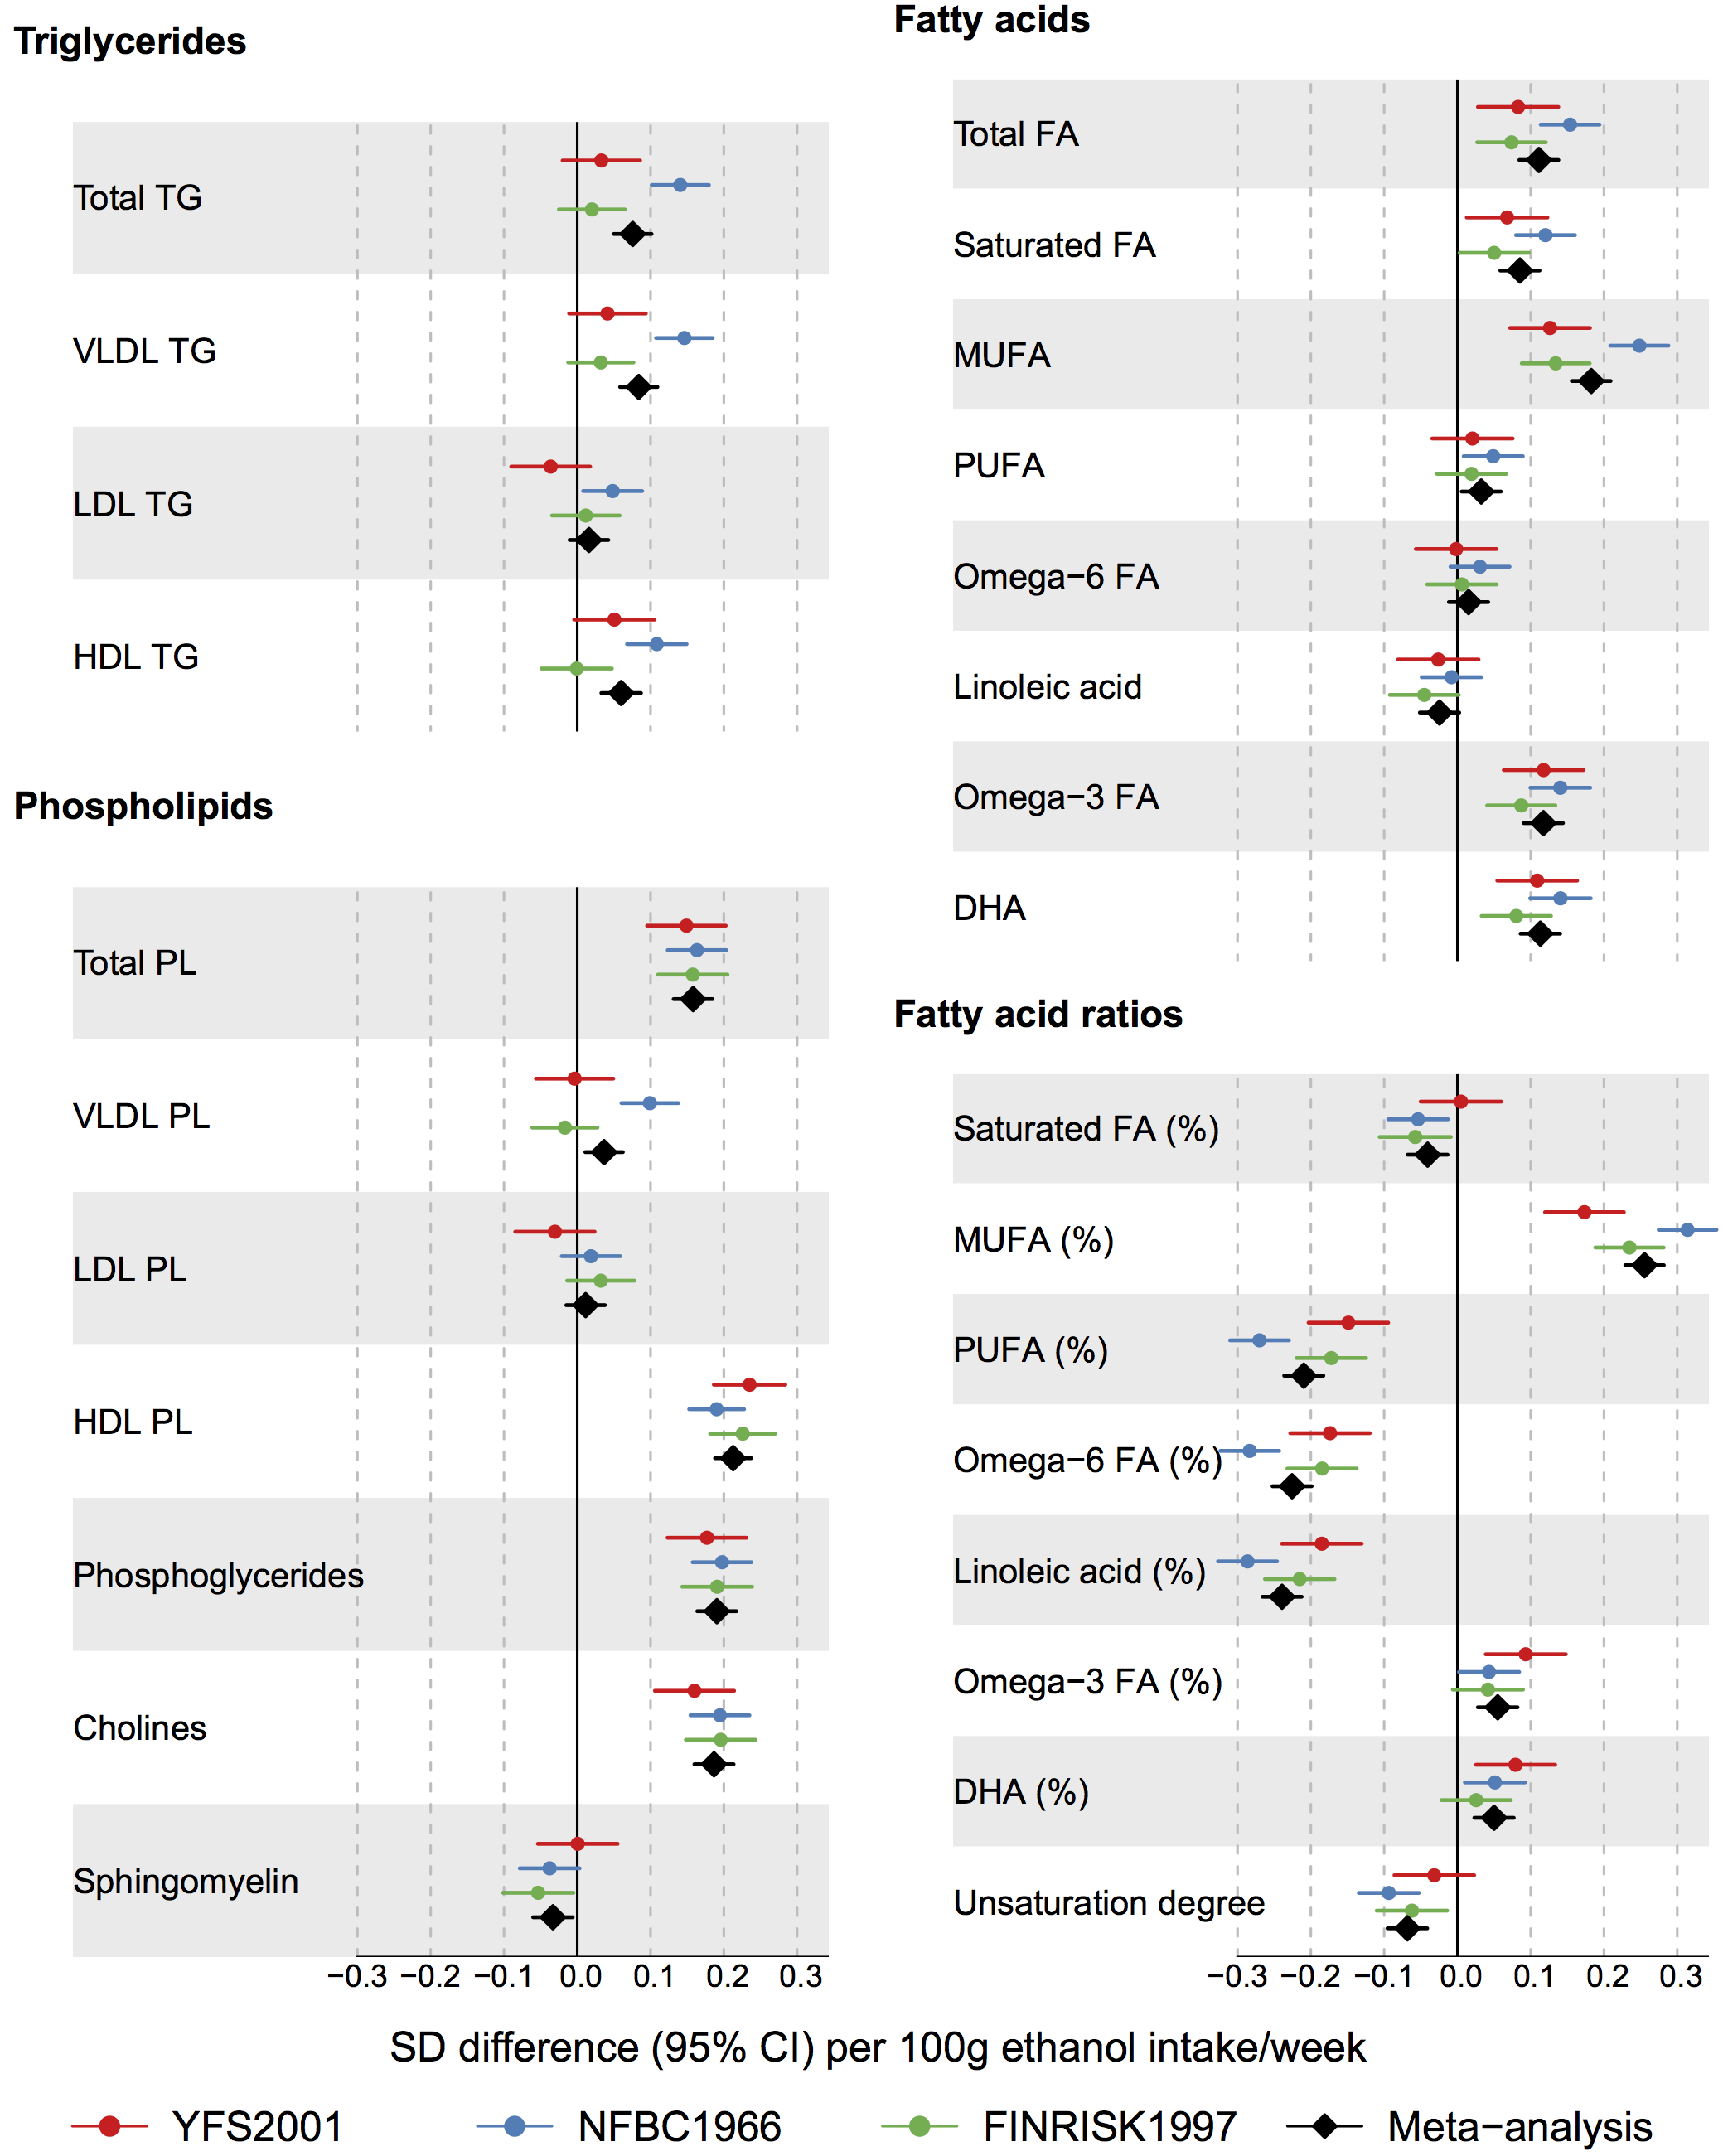 Triglycerides
Total TG
VLDL TG
LDL TG
HDL TG
Phospholipids
Total PL
VLDL PL
LDL PL
HDL PL
Phosphoglycerides
Cholines
Sphingomyelin
−0.3 −0.2 −0.1 0.0 0.1 0.2 0.3
Fatty acids
Total FA
Saturated FA
MUFA
PUFA
Omega−6 FA
Linoleic acid
Omega−3 FA
DHA
Fatty acid ratios
Saturated FA (%)
MUFA (%)
PUFA (%)
Omega−6 FA (%)
Linoleic acid (%)
Omega−3 FA (%)
DHA (%)
Unsaturation degree
−0.3 −0.2 −0.1 0.0 0.1 0.2 0.3
SD difference (95% CI) per 100g ethanol intake/week
YFS2001 NFBC1966 FINRISK1997 Meta−analysis